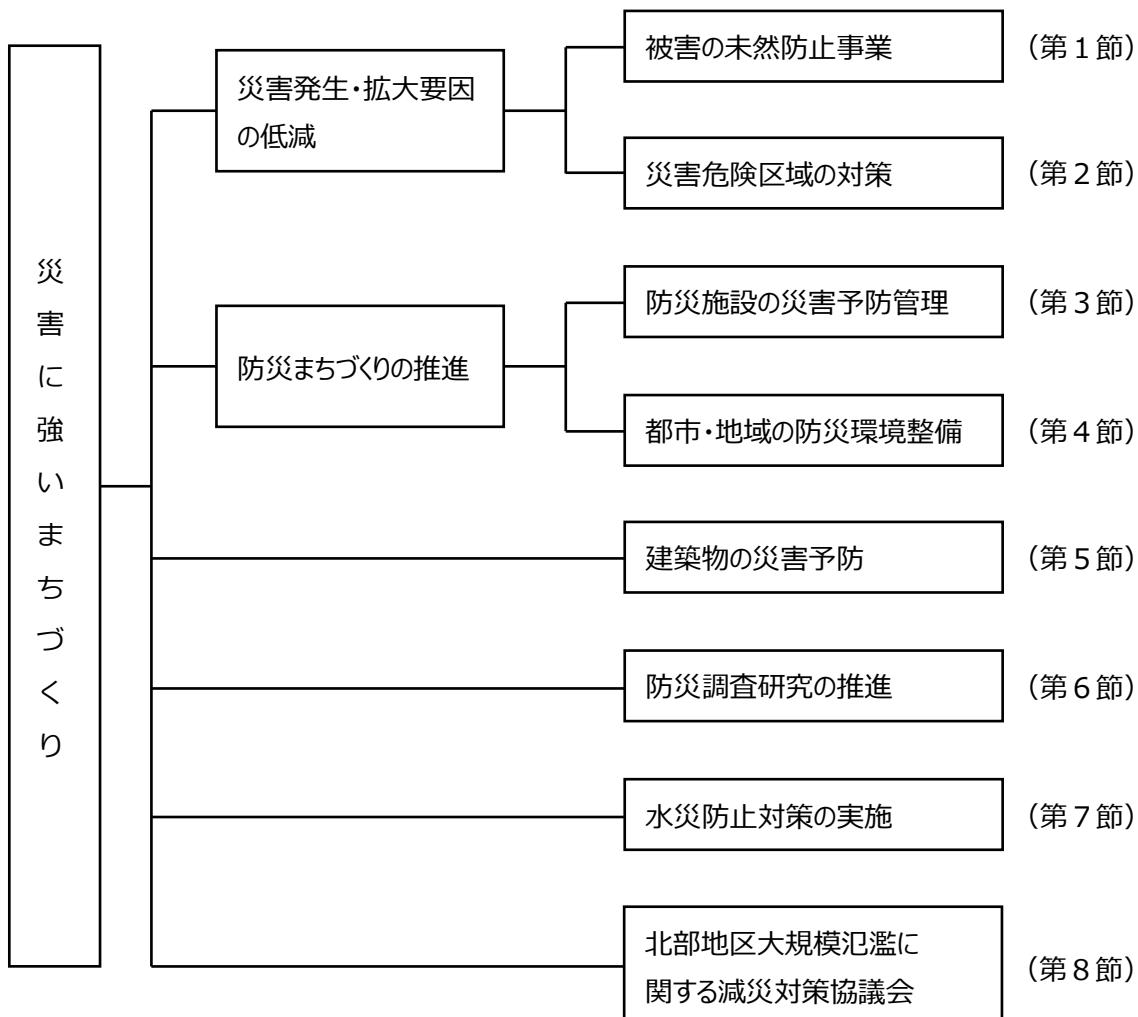 災害に強いまちづくり
災害発生・拡大要因
の低減
被害の未然防止事業
（第１節）
災害危険区域の対策
（第２節）
防災まちづくりの推進
防災施設の災害予防管理
（第３節）
都市・地域の防災環境整備
（第４節）
建築物の災害予防
（第５節）
防災調査研究の推進
（第６節）
水災防止対策の実施
（第７節）
北部地区大規模氾濫に
関する減災対策協議会
（第８節）